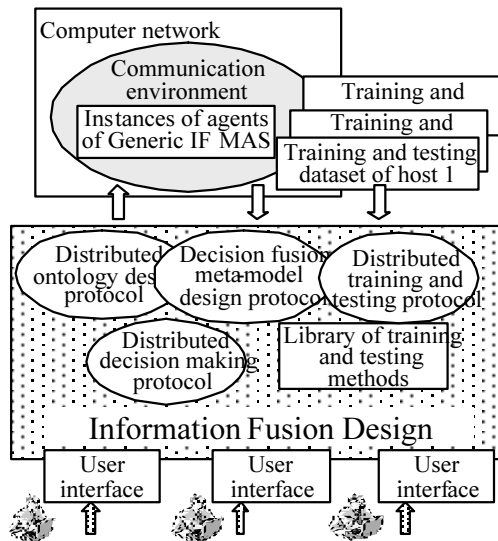 Computer network
Communication
environment
Instances of agents
of Generic IF MAS
Training and
Training and
Training and testing
dataset of host 1
Distributed
ontology des
protocol
Decision fusion
meta-model
design protocol
Distributed
training and
testing protocol
Distributed
decision making
protocol
Library of training
and testing
methods
Information Fusion Design
User
interface
User
interface
User
interface